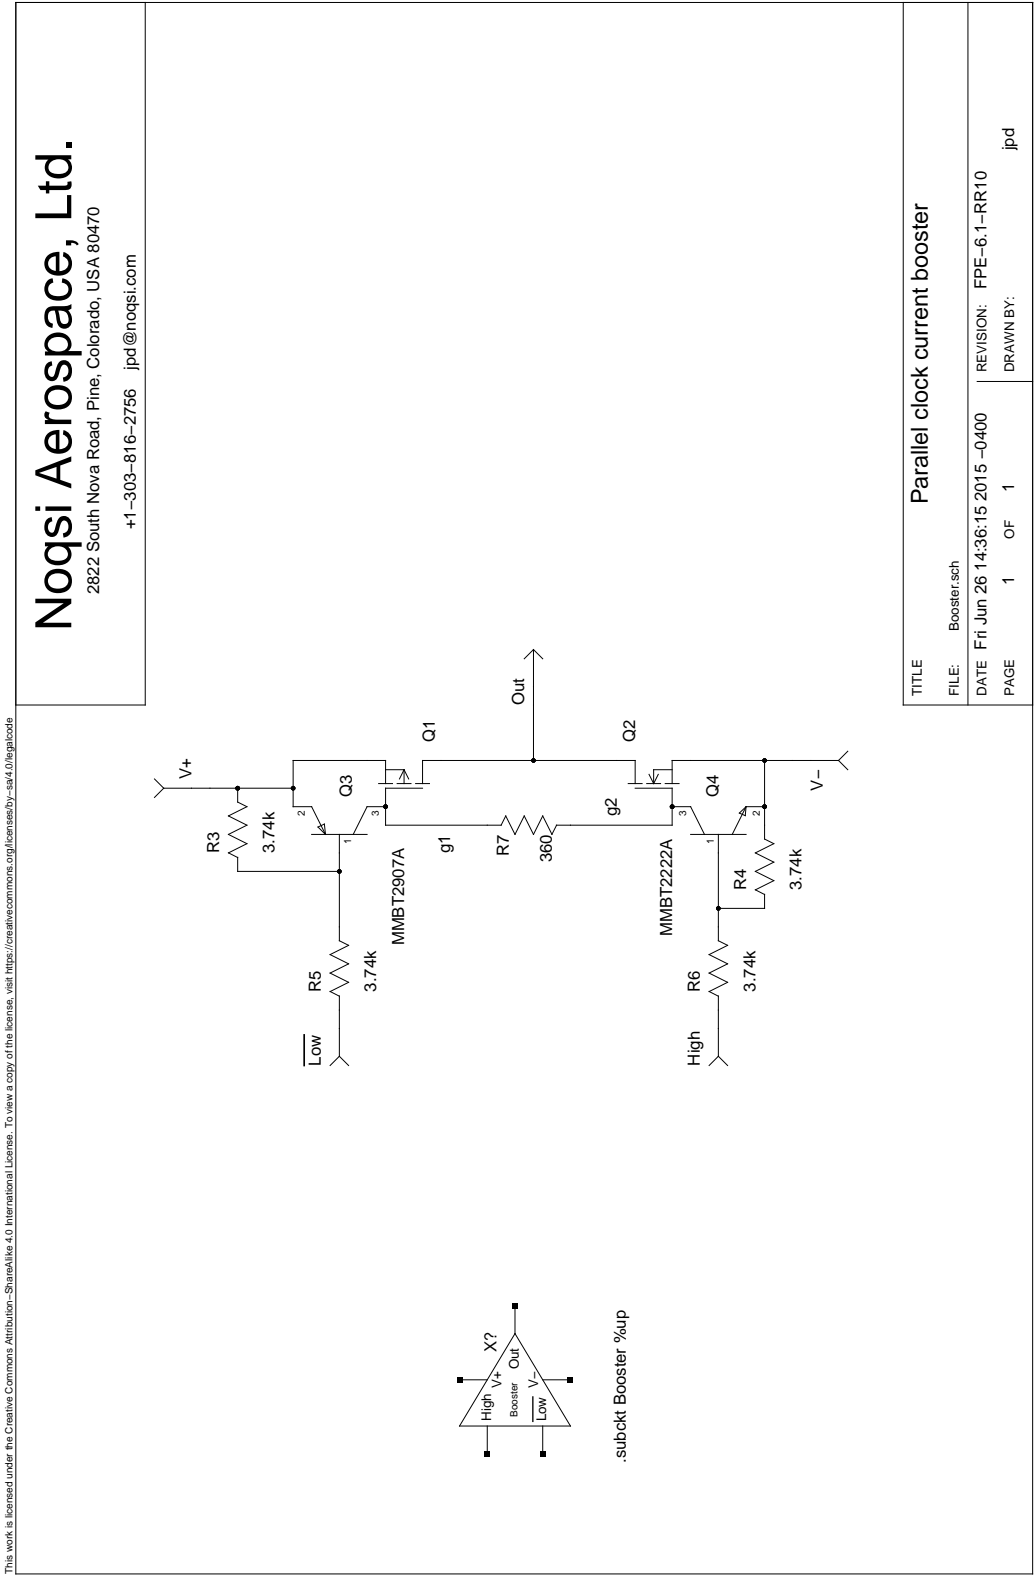 This work is licensed under the Creative Commons Attribution−ShareAlike 4.0 International License. To view a copy of the license, visit https://creativecommons.org/licenses/by−sa/4.0/legalcode
Noqsi Aerospace, Ltd.
2822 South Nova Road, Pine, Colorado, USA 80470
+1−303−816−2756 jpd@noqsi.com
V+
R3
3.74k
2
Q3
1
3
Q1
MMBT2907A
Low
R5
3.74k
g1
R7
360
Out
g2
Q2
MMBT2222A
3
Q4
1
2
High
R6
3.74k
R4
3.74k
V−
X?
High
V+
Booster
Out
Low
V−
.subckt Booster %up
TITLE
Parallel clock current booster
FILE: Booster.sch
DATE Fri Jun 26 14:36:15 2015 −0400
REVISION: FPE−6.1−RR10
PAGE 1 OF 1
DRAWN BY: jpd